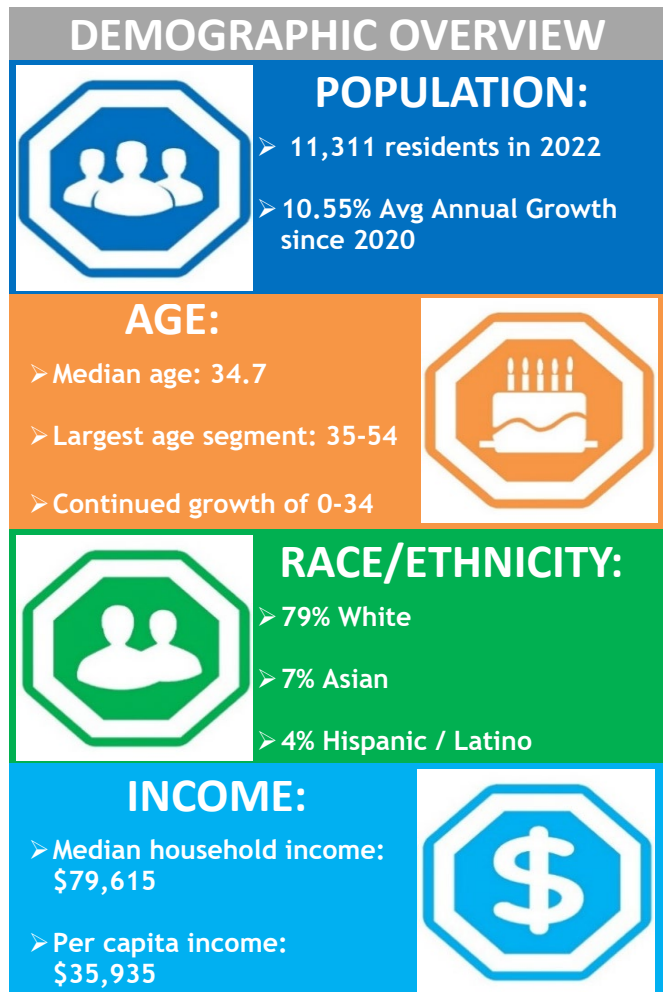 DEMOGRAPHIC OVERVIEW
POPULATION:
➢ 11,311 residents in 2022
➢ 10.55% Avg Annual Growth
since 2020
AGE:
➢ Median age: 34.7
➢ Largest age segment: 35-54
➢ Continued growth of 0-34
RACE/ETHNICITY:
➢ 79% White
➢ 7% Asian
➢ 4% Hispanic / Latino
INCOME:
➢ Median household income:
$79,615
➢ Per capita income:
$35,935
$